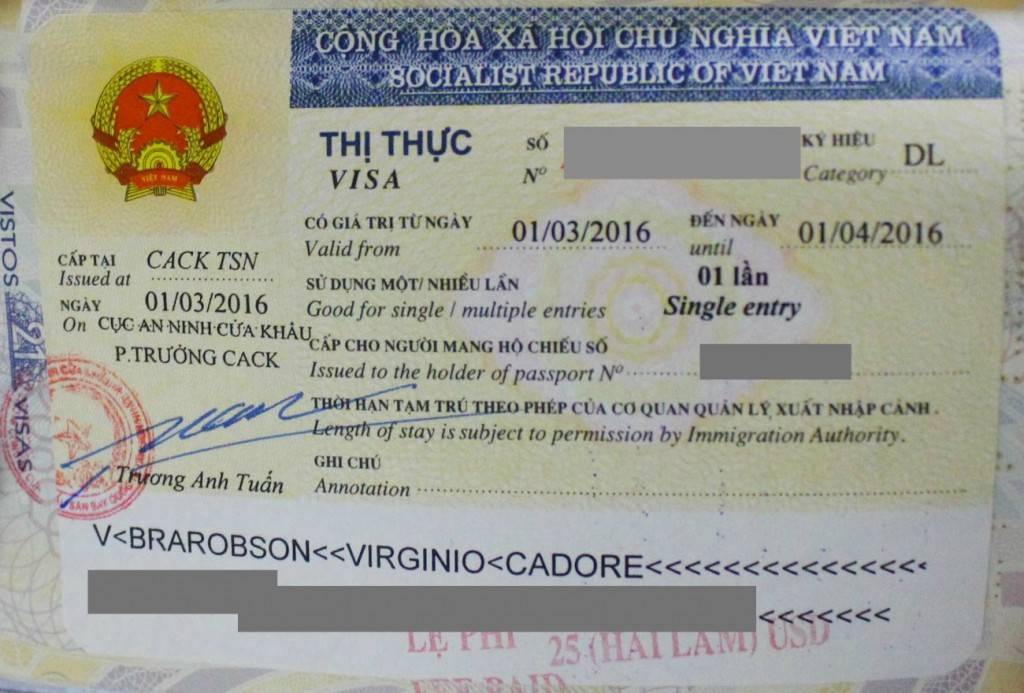 CỘNG HÒA XÃ HỘI CHỦ NGHĨA VIỆT NAM
SOCIALIST REPUBLIC OF VIET NAM
VIỆT NAM
THỊ THỰC
VISA
SỐ
Nº
KÝ HIỆU
Category
DL
CÓ GIÁ TRỊ TỪ NGÀY
Valid from
01/03/2016
ĐẾN NGÀY
until
01/04/2016
CẤP TẠI
Issued at
CACK TSN
NGÀY
On
01/03/2016
CỤC AN NINH CỬA KHẨU
P.TRƯỞNG CACK
SỬ DỤNG MỘT/ NHIỀU LẦN
Good for single / multiple entries
01 lần
Single entry
CẤP CHO NGƯỜI MANG HỘ CHIẾU SỐ
Issued to the holder of passport Nº
THỜI HẠN TẠM TRÚ THEO PHÉP CỦA CƠ QUAN QUẢN LÝ XUẤT NHẬP CẢNH .
Length of stay is subject to permission by Immigration Authority.
GHI CHÚ
Annotation
Trương Anh Tuấn
V<BRAROBSON<<VIRGINIO<CADORE<<<<<<<<<<<<<<<
<<<<<<<
LỆ PHÍ 25 (HAI LAM) USD
FEE PAID
VISTOS
VISAS